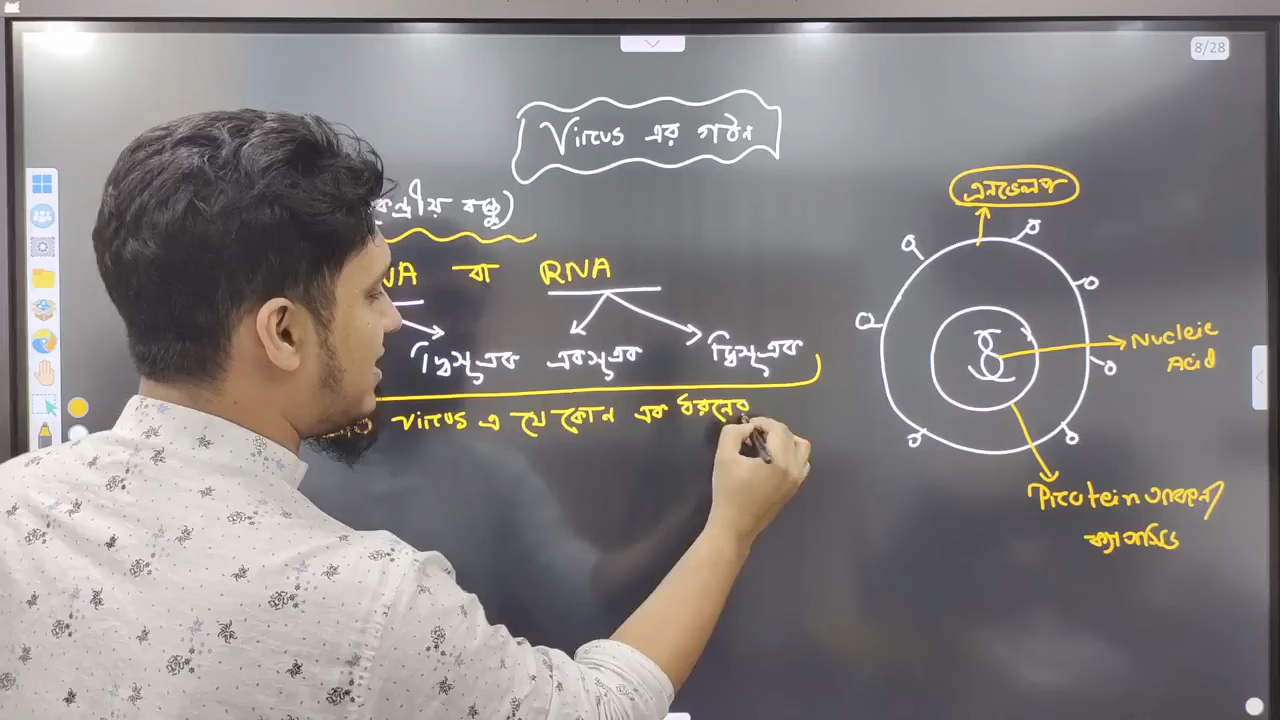 8/28
Virus এর গঠন
কেন্দ্রীয় বস্তু)
NA বা RNA
দ্বিসূত্রক একসূত্রক দ্বিসূত্রক
Virus এ যে কোন এক ধরনের
এনভেলপ
Nucleic
Acid
Protein আবরণ/
ক্যাপসিড